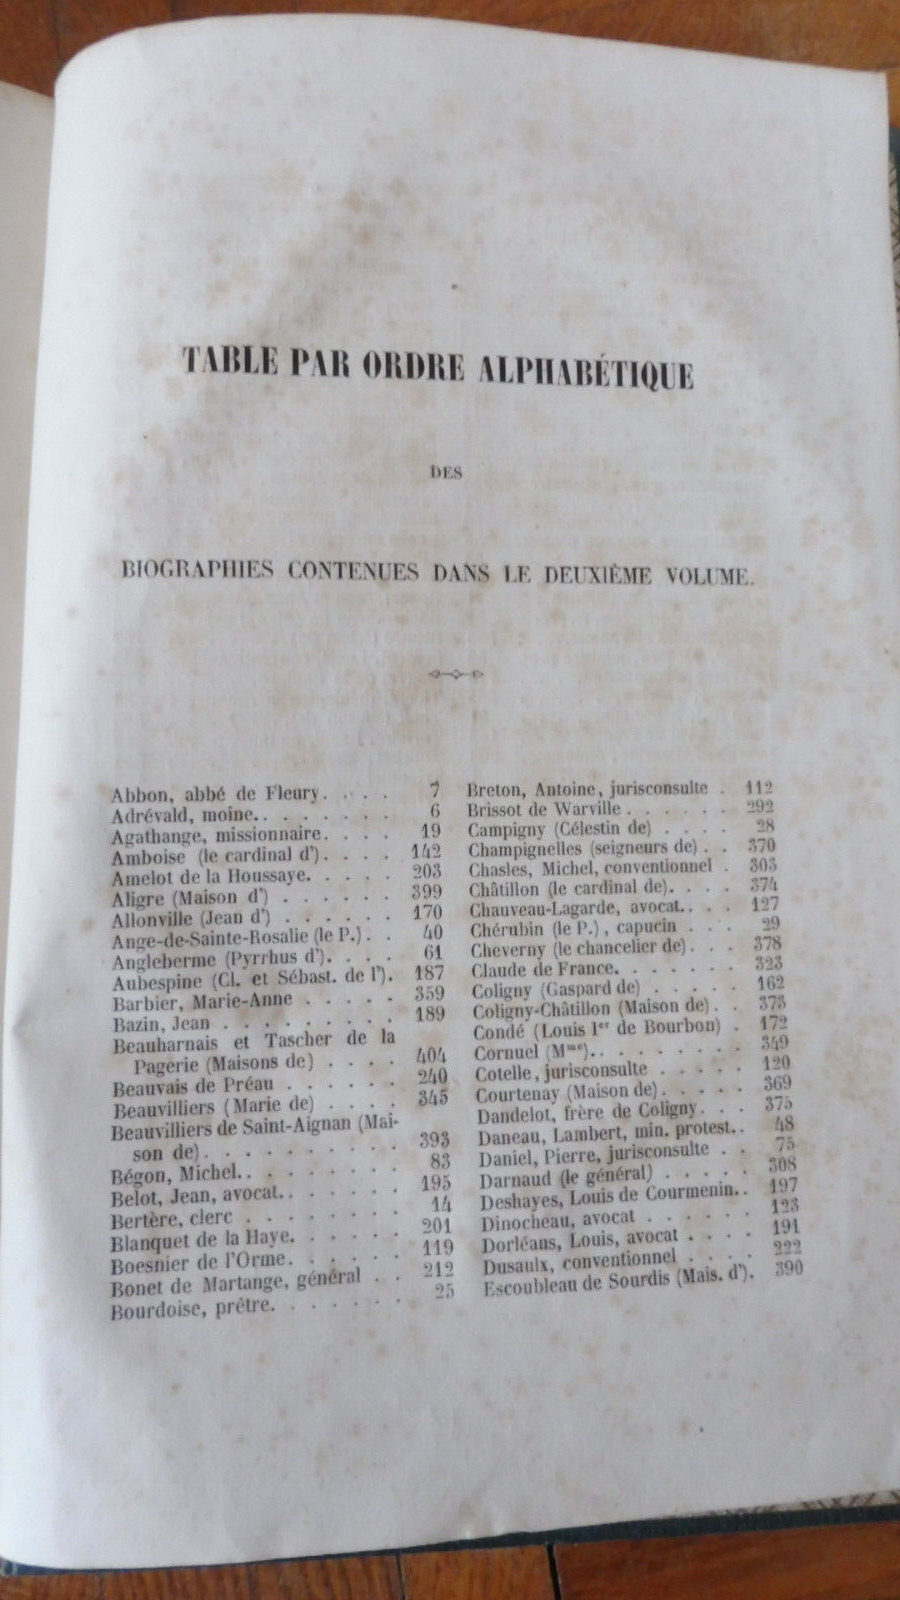 TABLE PAR ORDRE ALPHABÉTIQUE
DES
BIOGRAPHIES CONTENUES DANS LE DEUXIÈME VOLUME.
Abbon, abbé de Fleury. . . . . 7
Adrévald, moine. . . . . . . . 6
Agathange, missionnaire. . . . 19
Amboise (le cardinal d'). . . . 142
Amelot de la Houssaye. . . . . 203
Aligre (Maison d') . . . . . . 399
Allonville (Jean d') . . . . . . 170
Ange-de-Sainte-Rosalie (le P.). . 40
Angleberme (Pyrrhus d'). . . . 61
Aubespine (Cl. et Sébast. de l'). 187
Barbier, Marie-Anne . . . . . 359
Bazin, Jean . . . . . . . . . 189
Beauharnais et Tascher de la
Pagerie (Maisons de) . . . . 404
Beauvais de Préau . . . . . . 240
Beauvilliers (Marie de) . . . . 345
Beauvilliers de Saint-Aignan (Mai-
son de). . . . . . . . . . 393
Bégon, Michel. . . . . . . . . 83
Belot, Jean, avocat. . . . . . . 195
Bertère, clerc . . . . . . . . 14
Blanquet de la Haye. . . . . . 201
Boesnier de l'Orme. . . . . . 119
Bonet de Martange, général . . 212
Bourdoise, prêtre. . . . . . . 25
Breton, Antoine, jurisconsulte . 112
Brissot de Warville . . . . . . 292
Campigny (Célestin de) . . . . 28
Champignelles (seigneurs de) . . 370
Chasles, Michel, conventionnel . 303
Châtillon (le cardinal de). . . . 374
Chauveau-Lagarde, avocat. . . . 127
Chérubin (le P.), capucin . . . 29
Cheverny (le chancelier de). . . 378
Claude de France. . . . . . . 323
Coligny (Gaspard de) . . . . . 162
Coligny-Châtillon (Maison de). . 373
Condé (Louis Ier de Bourbon) . 172
Cornuel (Mme). . . . . . . . . 349
Cotelle, jurisconsulte . . . . . 120
Courtenay (Maison de). . . . . 369
Dandelot, frère de Coligny. . . 375
Daneau, Lambert, min. protest. . 48
Daniel, Pierre, jurisconsulte . . 75
Darnaud (le général) . . . . . 308
Deshayes, Louis de Courmenin. . 197
Dinocheau, avocat . . . . . . 123
Dorléans, Louis, avocat . . . . 191
Dusaulx, conventionnel . . . . 222
Escoubleau de Sourdis (Mais. d'). 390